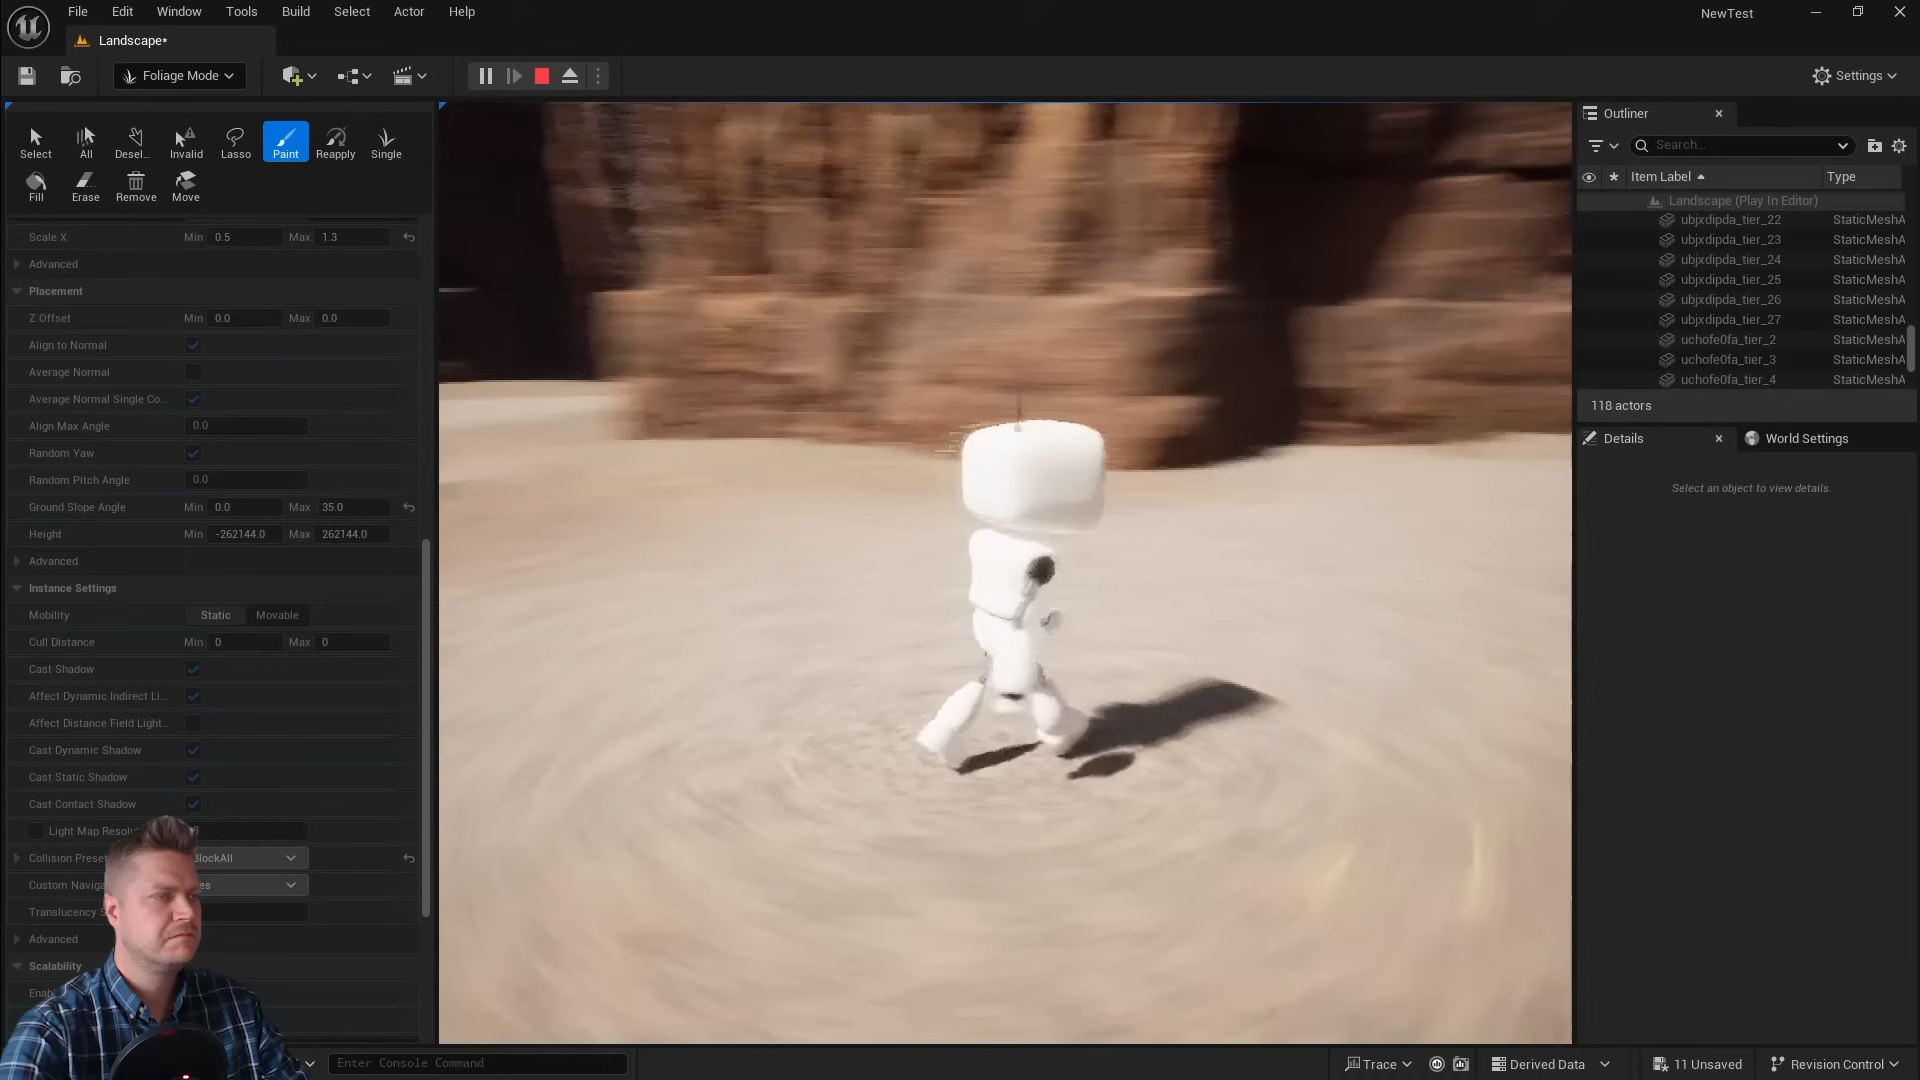 File Edit Window Tools Build Select Actor Help
NewTest
Landscape*
Foliage Mode
Settings
Select All Desel... Invalid Lasso Paint Reapply Single
Fill Erase Remove Move
Scale X Min 0.5 Max 1.3
Advanced
Placement
Z Offset Min 0.0 Max 0.0
Align to Normal
Average Normal
Average Normal Single Co...
Align Max Angle 0.0
Random Yaw
Random Pitch Angle 0.0
Ground Slope Angle Min 0.0 Max 35.0
Height Min -262144.0 Max 262144.0
Advanced
Instance Settings
Mobility Static Movable
Cull Distance Min 0 Max 0
Cast Shadow
Affect Dynamic Indirect Li...
Affect Distance Field Light...
Cast Dynamic Shadow
Cast Static Shadow
Cast Contact Shadow
Light Map Resolu
Collision Preset BlockAll
Custom Naviga
Translucency S
Advanced
Scalability
Enab
Enter Console Command
Outliner
Search...
Item Label Type
Landscape (Play In Editor)
ubjxdipda_tier_22 StaticMeshA
ubjxdipda_tier_23 StaticMeshA
ubjxdipda_tier_24 StaticMeshA
ubjxdipda_tier_25 StaticMeshA
ubjxdipda_tier_26 StaticMeshA
ubjxdipda_tier_27 StaticMeshA
uchofe0fa_tier_2 StaticMeshA
uchofe0fa_tier_3 StaticMeshA
uchofe0fa_tier_4 StaticMeshA
118 actors
Details World Settings
Select an object to view details.
Trace Derived Data 11 Unsaved Revision Control